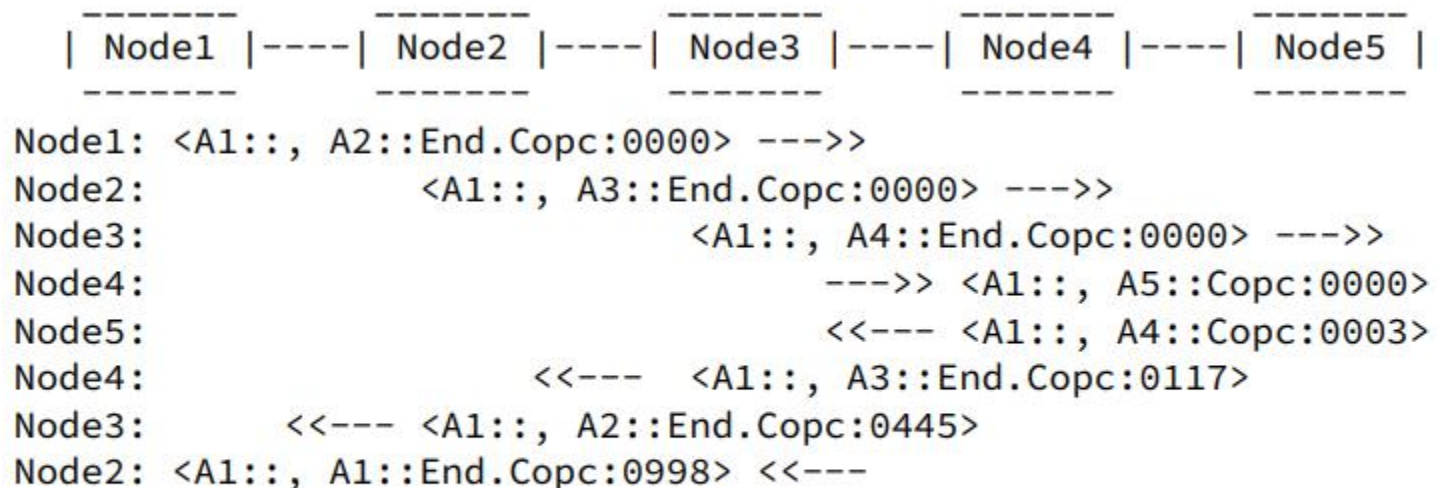 ------- ------- ------- ------- -------
| Node1 |----| Node2 |----| Node3 |----| Node4 |----| Node5 |
------- ------- ------- ------- -------
Node1: <A1::, A2::End.Copc:0000> --->>
Node2: <A1::, A3::End.Copc:0000> --->>
Node3: <A1::, A4::End.Copc:0000> --->>
Node4: --->> <A1::, A5::Copc:0000>
Node5: <<--- <A1::, A4::Copc:0003>
Node4: <<--- <A1::, A3::End.Copc:0117>
Node3: <<--- <A1::, A2::End.Copc:0445>
Node2: <A1::, A1::End.Copc:0998> <<---